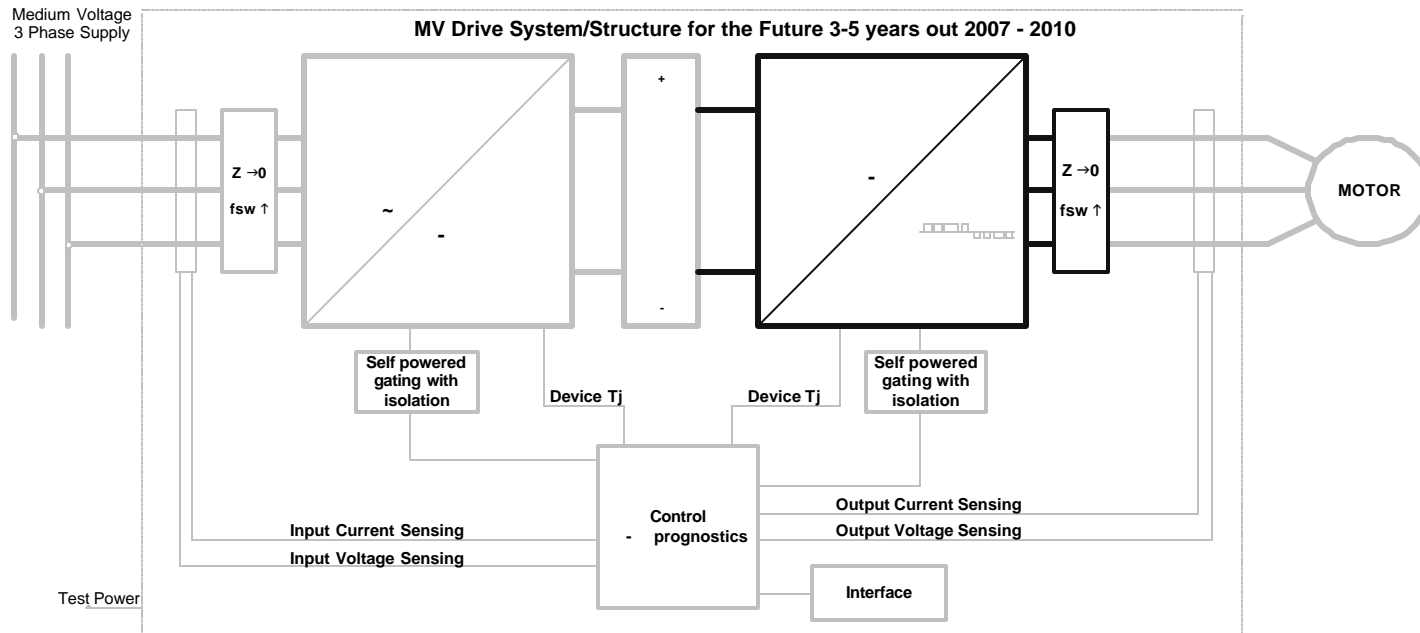 Medium Voltage
3 Phase Supply
MV Drive System/Structure for the Future 3-5 years out 2007 - 2010
+
-
Z →0
fsw ↑
~
-
-
Z →0
fsw ↑
MOTOR
Self powered
gating with
isolation
Device Tj
Device Tj
Self powered
gating with
isolation
Control
- prognostics
Input Current Sensing
Input Voltage Sensing
Output Current Sensing
Output Voltage Sensing
Interface
Test Power